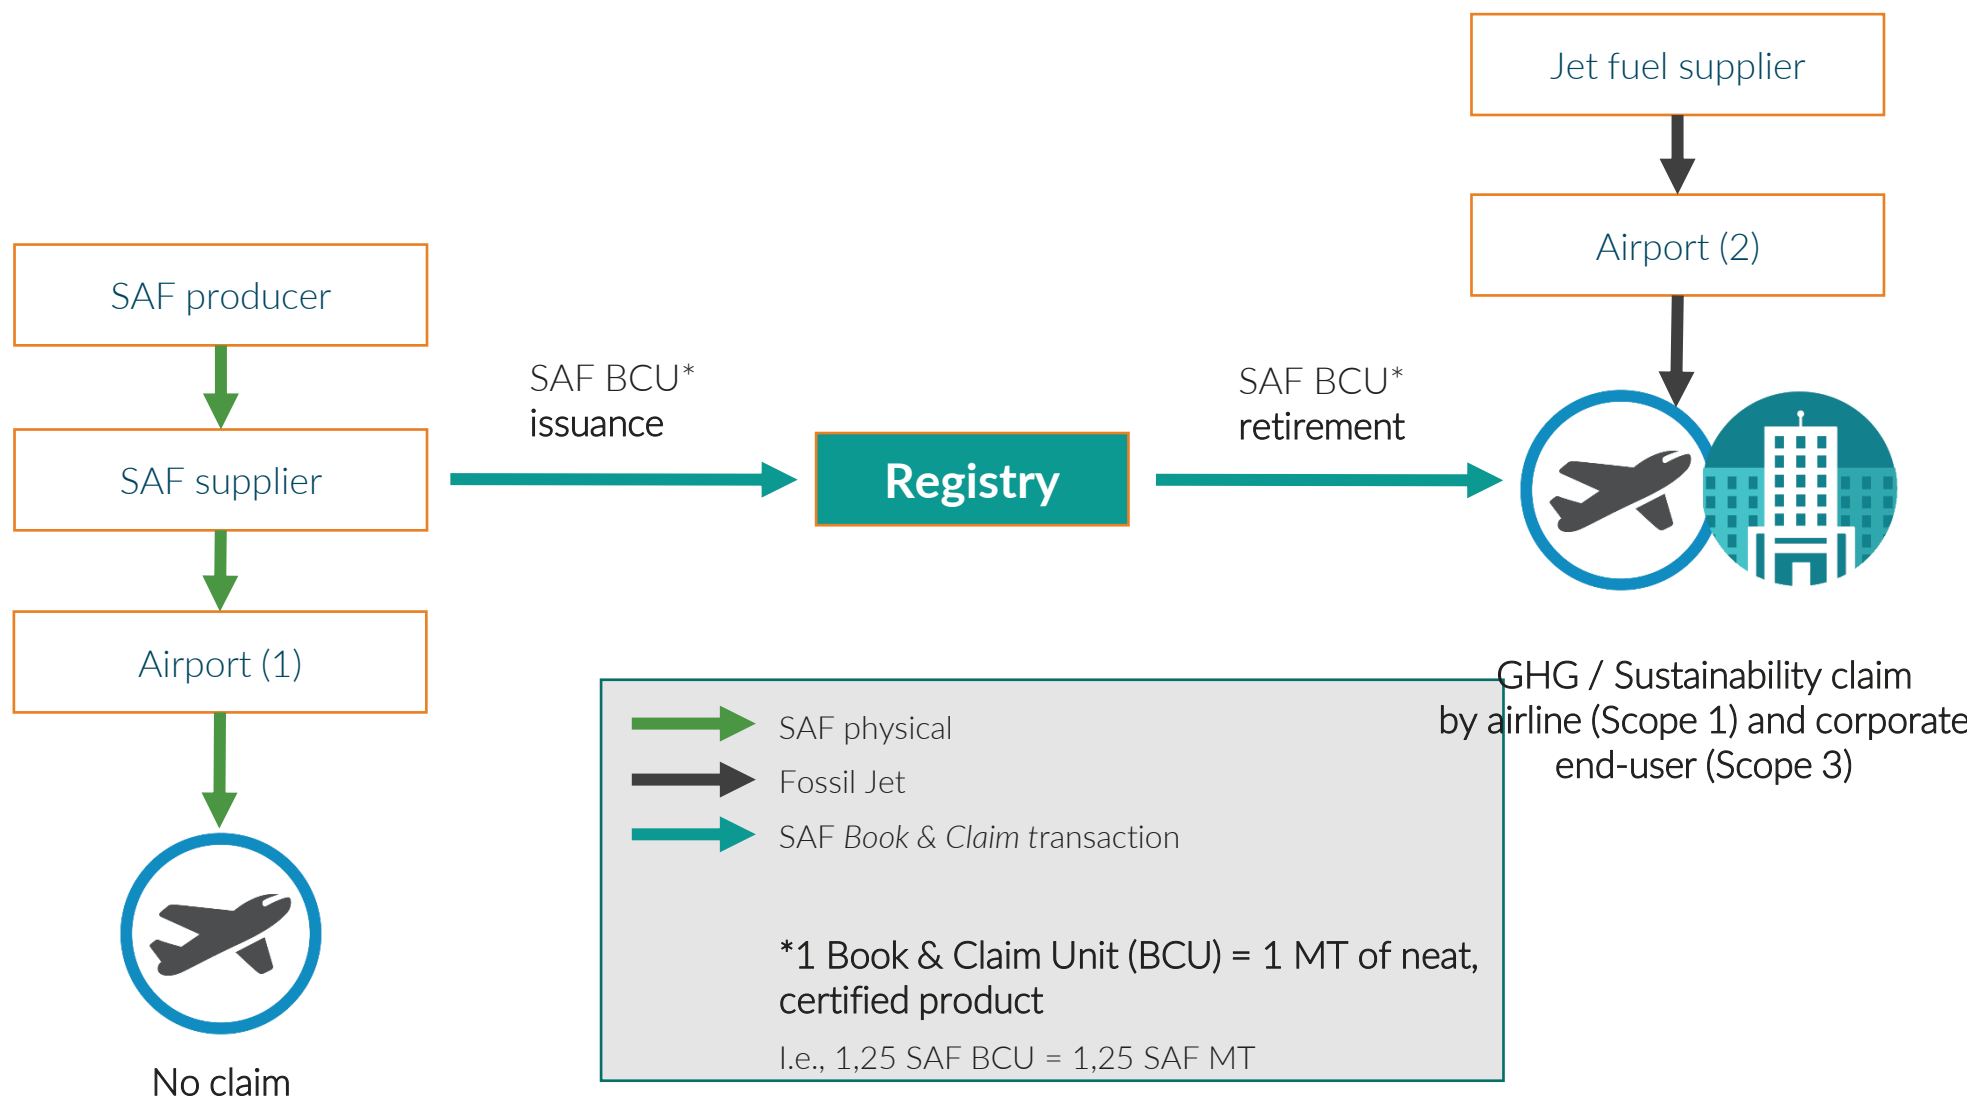 Jet fuel supplier
Airport (2)
SAF producer
SAF supplier
Airport (1)
No claim
SAF BCU*
issuance
Registry
SAF BCU*
retirement
GHG / Sustainability claim
by airline (Scope 1) and corporate
end-user (Scope 3)
SAF physical
Fossil Jet
SAF Book & Claim transaction
*1 Book & Claim Unit (BCU) = 1 MT of neat,
certified product
I.e., 1,25 SAF BCU = 1,25 SAF MT